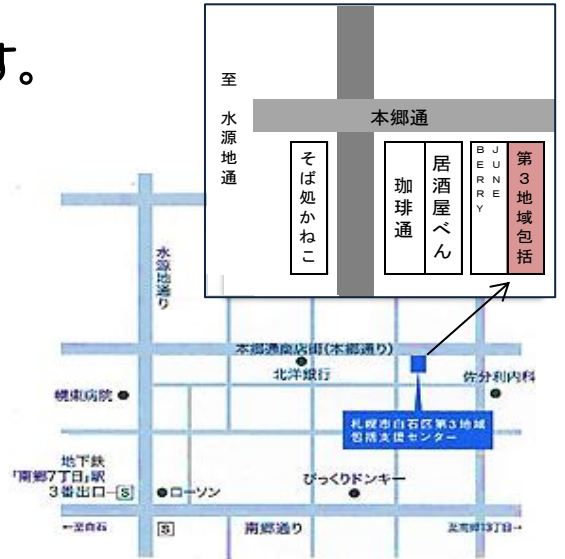 す。
至 水源地通
本郷通
そば処かねこ
珈琲通
居酒屋べん
JUNE
BERRY
第3地域包括
水源地通り
本郷通商店街(本郷通り)
北洋銀行
佐分利内科
幌東病院
札幌市白石区第3地域
包括支援センター
地下鉄
「南郷7丁目」駅
3番出口
S
ローソン
びっくりドンキー
←至白石
S
南郷通り
至南郷13丁目→